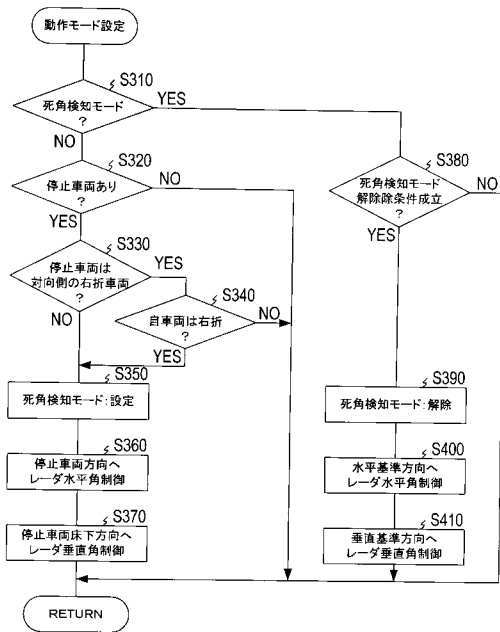 動作モード設定
S310
死角検知モード
?
YES
NO
S320
停止車両あり
?
NO
YES
S330
停止車両は
対向側の右折車両
?
YES
NO
S340
自車両は右折
?
NO
YES
S350
死角検知モード:設定
S360
停止車両方向へ
レーダ水平角制御
S370
停止車両床下方向へ
レーダ垂直角制御
RETURN
S380
死角検知モード
解除除条件成立
?
NO
YES
S390
死角検知モード:解除
S400
水平基準方向へ
レーダ水平角制御
S410
垂直基準方向へ
レーダ垂直角制御